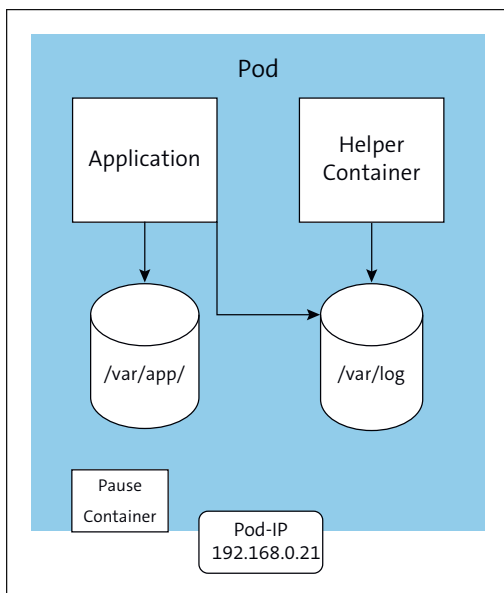 Pod
Application
Helper
Container
/var/app/
/var/log
Pause
Container
Pod-IP
192.168.0.21